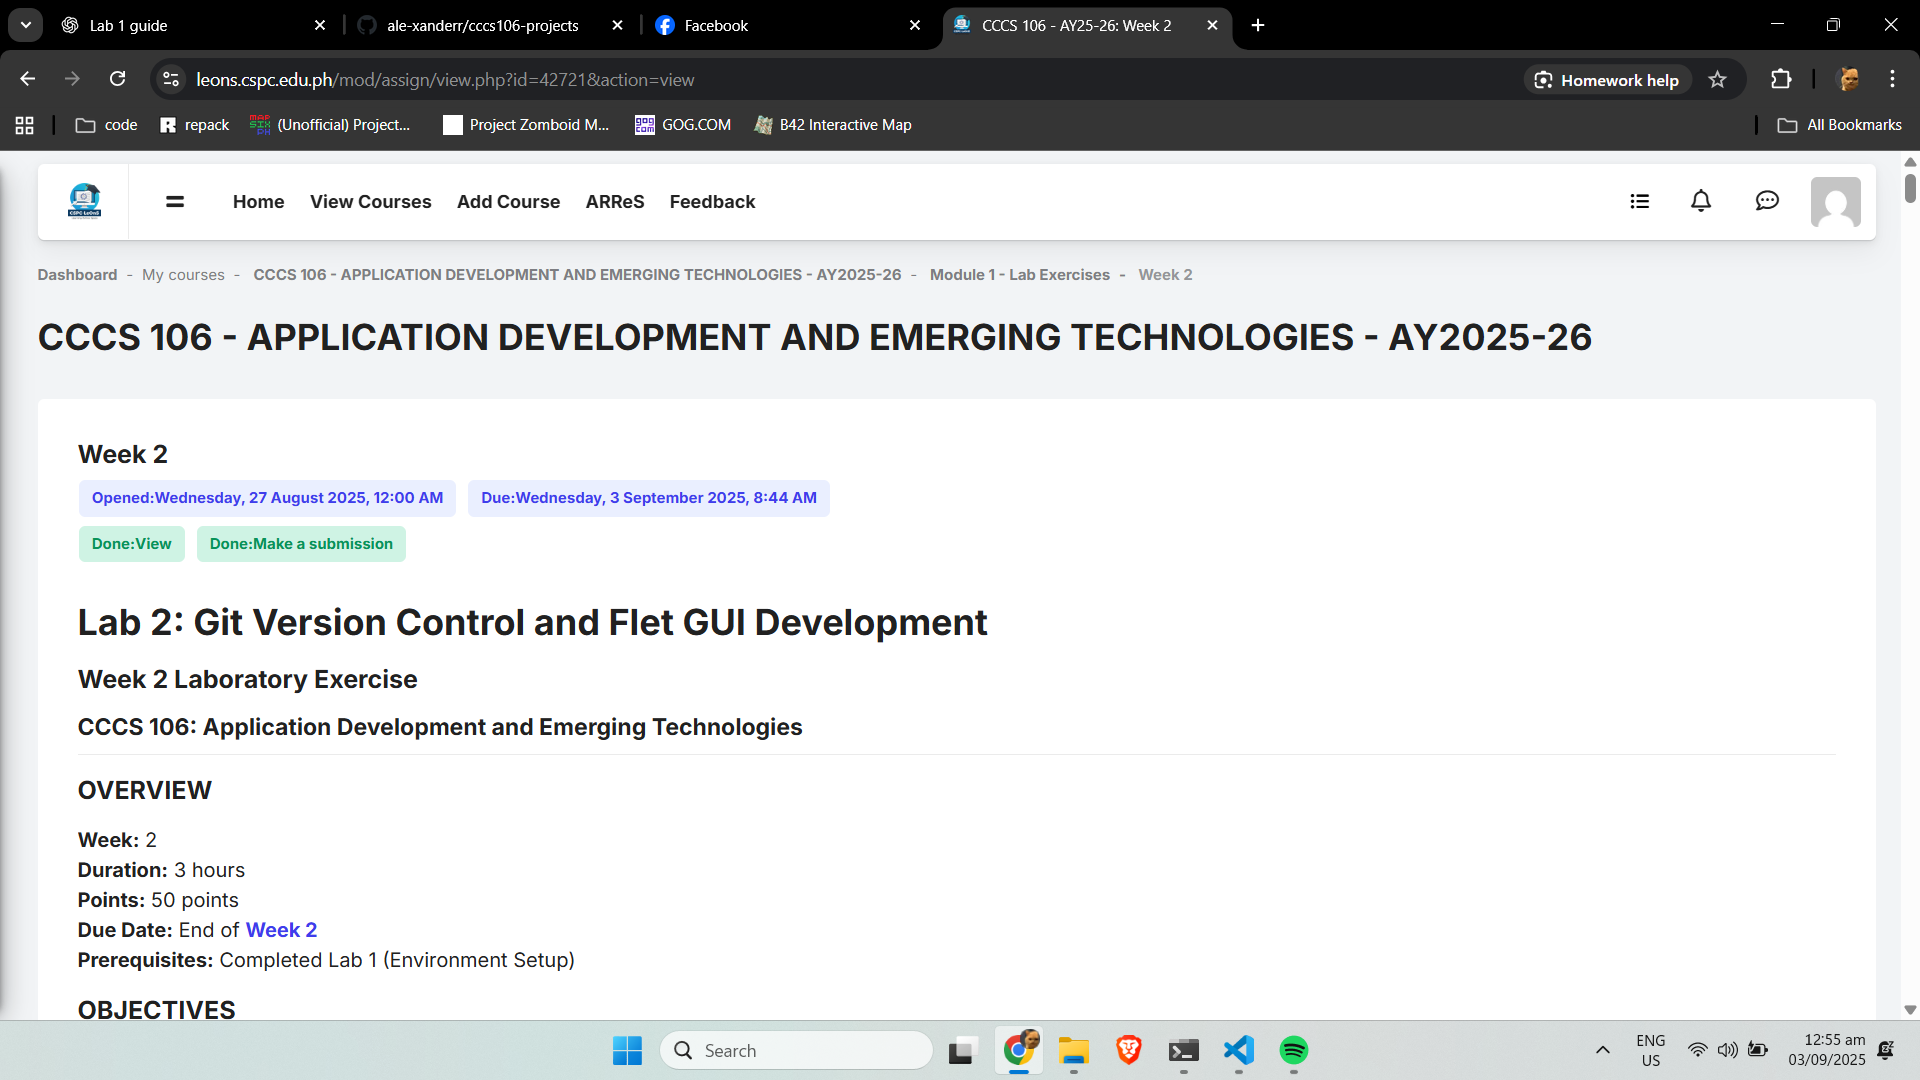 Lab 1 guide
ale-xanderr/cccs106-projects
Facebook
CCCS 106 - AY25-26: Week 2
leons.cspc.edu.ph/mod/assign/view.php?id=42721&action=view
Homework help
code
repack
(Unofficial) Project...
Project Zomboid M...
GOG.COM
B42 Interactive Map
All Bookmarks
Home
View Courses
Add Course
ARReS
Feedback
Dashboard - My courses - CCCS 106 - APPLICATION DEVELOPMENT AND EMERGING TECHNOLOGIES - AY2025-26 - Module 1 - Lab Exercises - Week 2
CCCS 106 - APPLICATION DEVELOPMENT AND EMERGING TECHNOLOGIES - AY2025-26
Week 2
Opened:Wednesday, 27 August 2025, 12:00 AM
Due:Wednesday, 3 September 2025, 8:44 AM
Done:View
Done:Make a submission
Lab 2: Git Version Control and Flet GUI Development
Week 2 Laboratory Exercise
CCCS 106: Application Development and Emerging Technologies
OVERVIEW
Week: 2
Duration: 3 hours
Points: 50 points
Due Date: End of Week 2
Prerequisites: Completed Lab 1 (Environment Setup)
OBJECTIVES
Search
ENG
US
12:55 am
03/09/2025